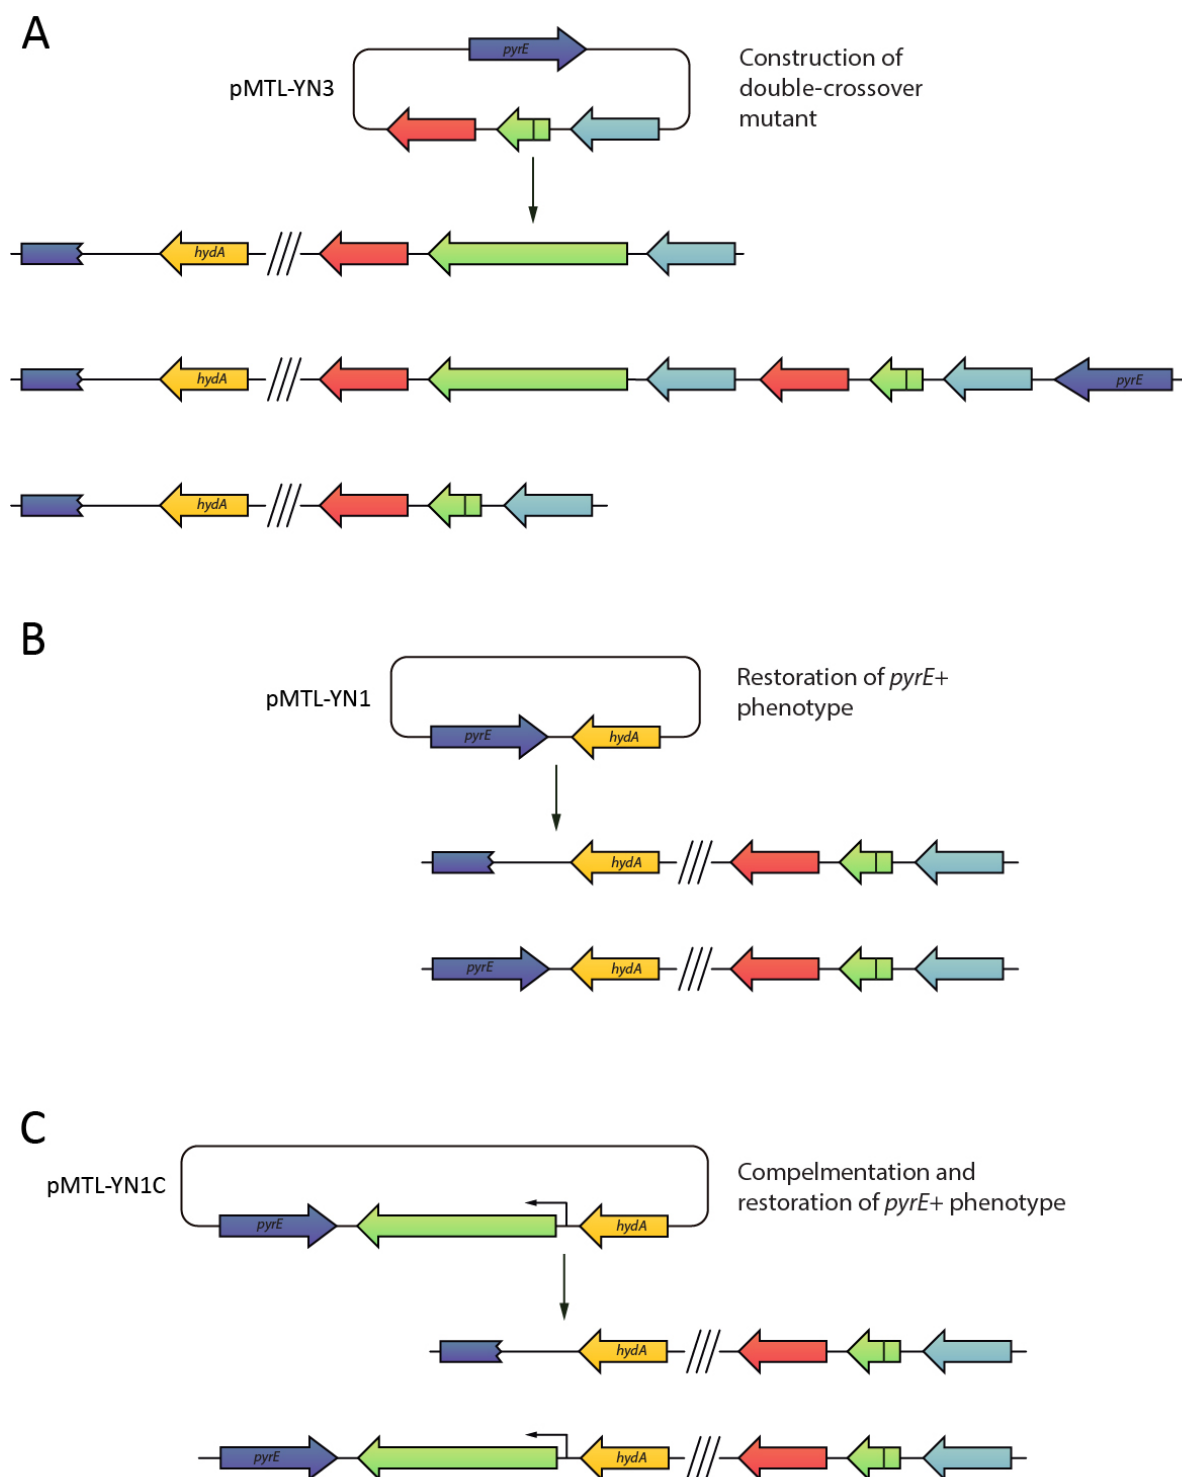 A
pyrE
pMTL-YN3
Construction of
double-crossover
mutant
hydA
hydA
pyrE
hydA
B
pMTL-YN1
Restoration of pyrE+
phenotype
pyrE
hydA
hydA
pyrE
hydA
C
pMTL-YN1C
Compelmentation and
restoration of pyrE+ phenotype
pyrE
hydA
hydA
pyrE
hydA